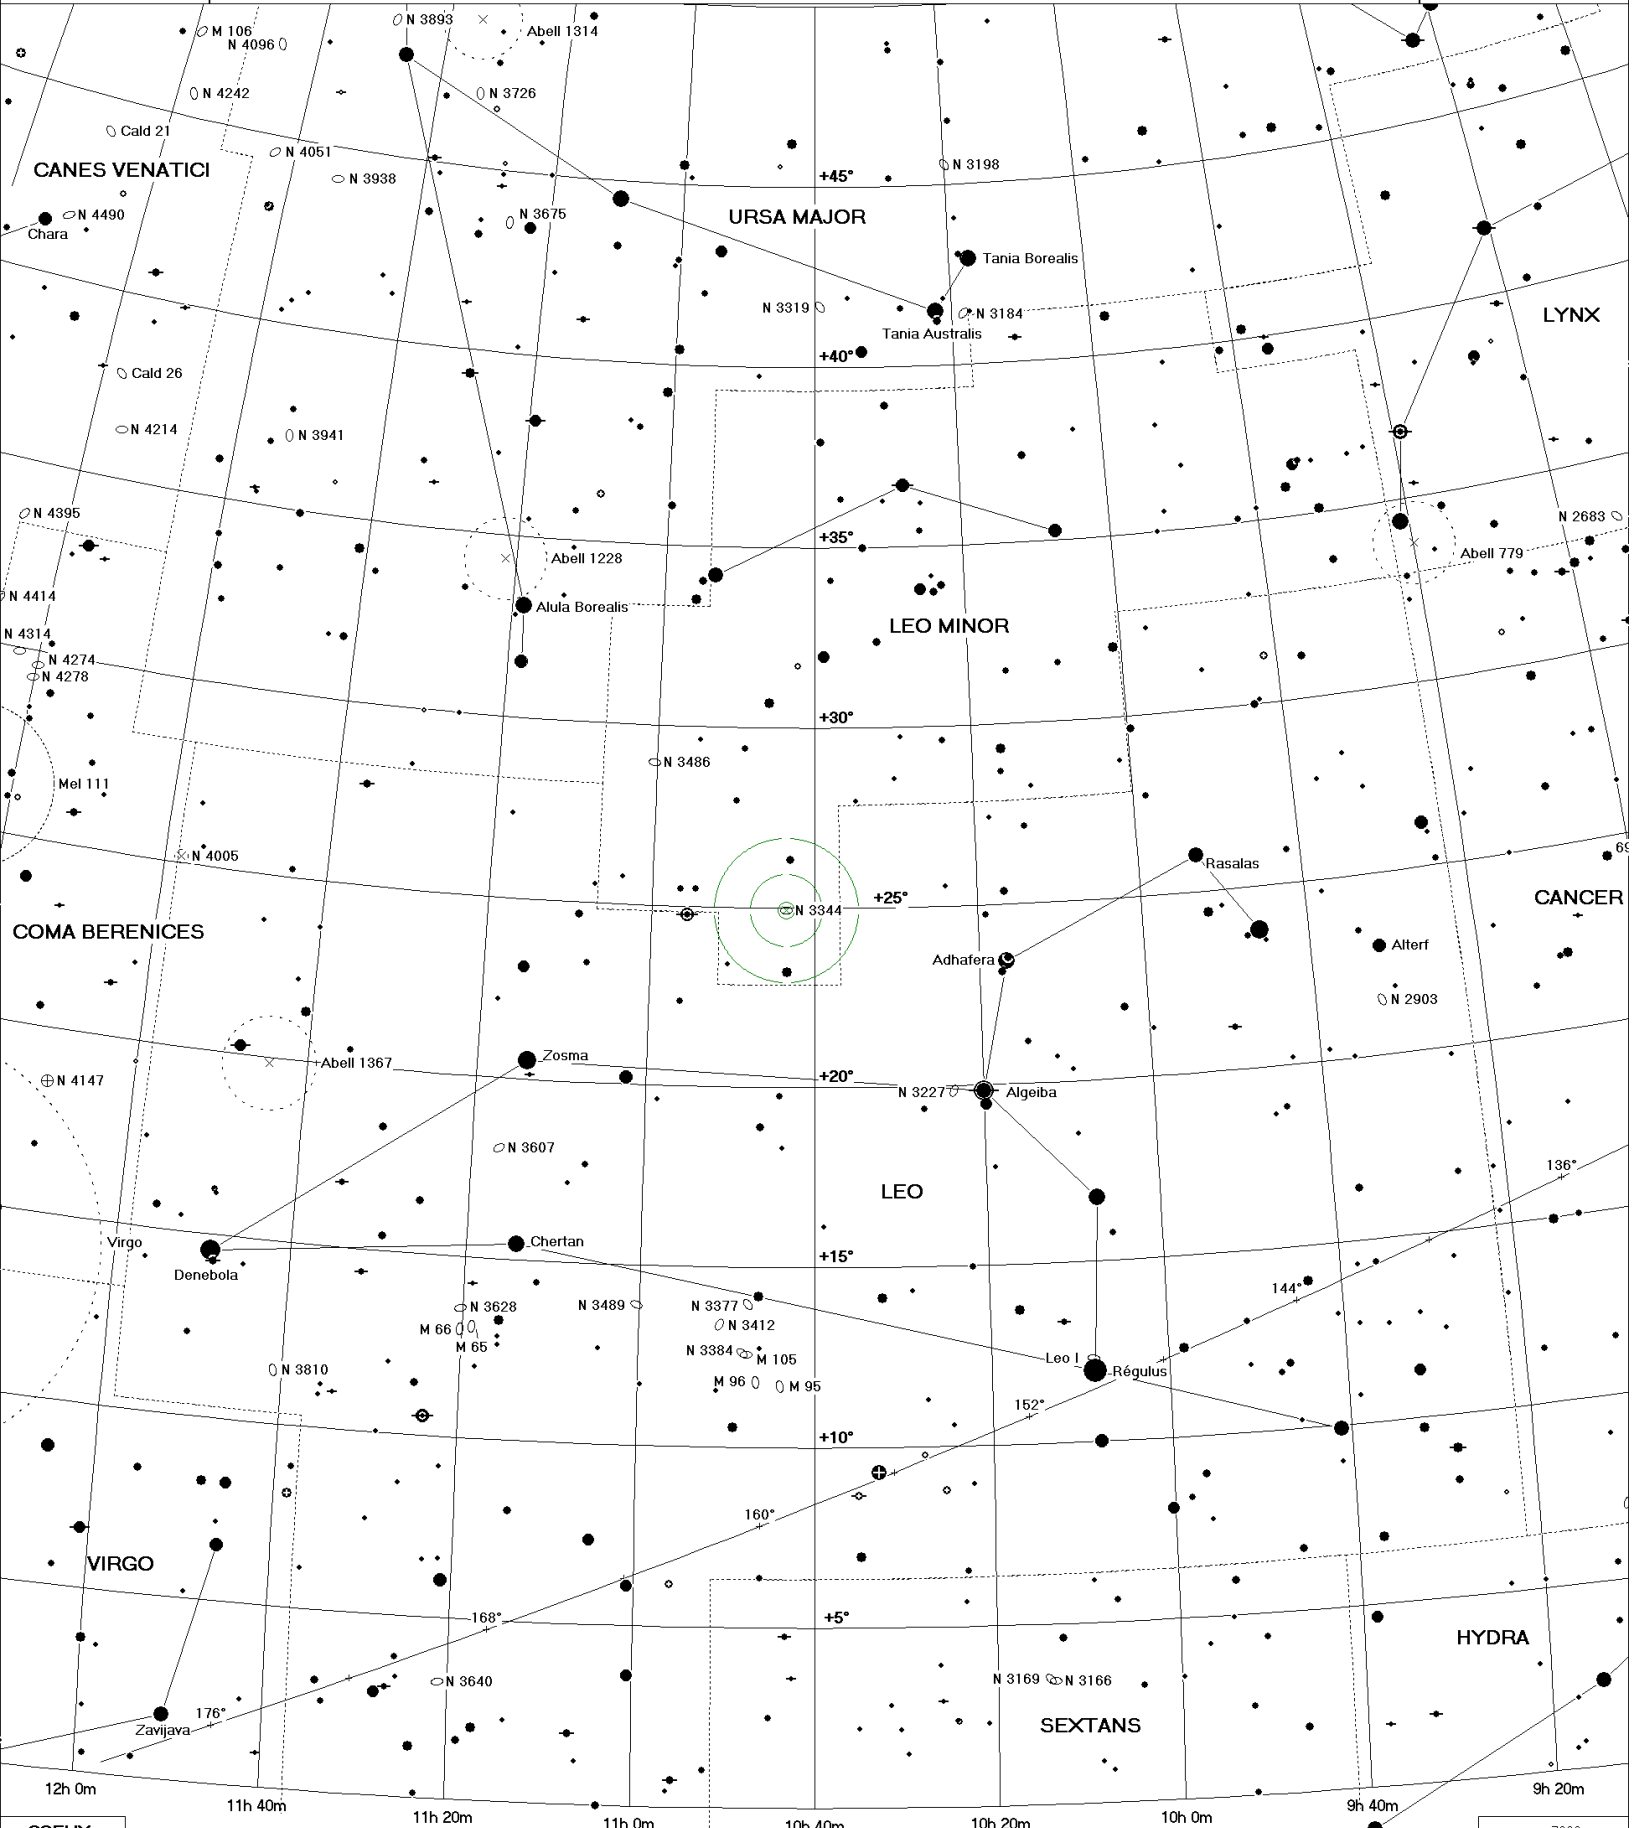 N 3893
M 106
N 4096
Abell 1314
N 4242
N 3726
Cald 21
N 4051
CANES VENATICI
N 3938
N 3198
+45°
N 4490
Chara
N 3675
URSA MAJOR
Tania Borealis
N 3319
N 3184
LYNX
Tania Australis
+40°
Cald 26
N 4214
N 3941
N 4395
N 2683
+35°
Abell 1228
Abell 779
N 4414
Alula Borealis
N 4314
LEO MINOR
N 4274
N 4278
+30°
N 3486
Mel 111
N 4005
Rasalas
69
+25°
CANCER
N 3344
COMA BERENICES
Adhafera
Alterf
N 2903
Zosma
Abell 1367
N 4147
+20°
N 3227
Algeiba
N 3607
136°
LEO
Virgo
Chertan
+15°
Denebola
144°
N 3628
N 3489
N 3377
M 66
N 3412
M 65
N 3384
M 105
Leo I
N 3810
Régulus
M 96
M 95
152°
+10°
160°
VIRGO
168°
+5°
HYDRA
N 3640
N 3169
N 3166
176°
SEXTANS
Zavijava
12h 0m
11h 40m
11h 20m
11h 0m
10h 40m
10h 20m
10h 0m
9h 40m
9h 20m